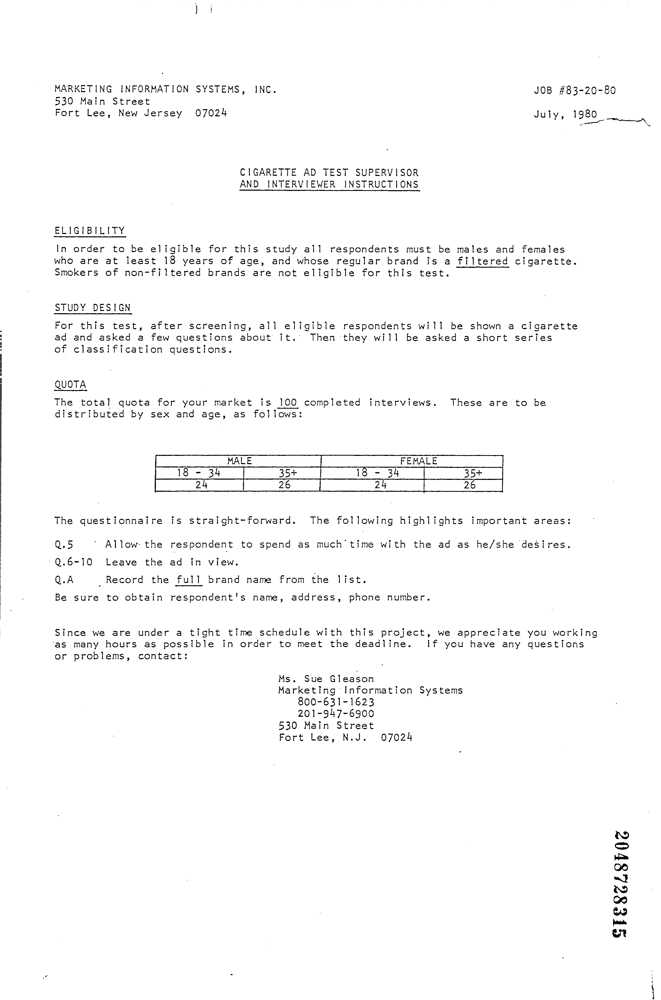 MARKETING INFORMATION SYSTEMS, INC.
JOB #83-20-80
530 Main Street
Fort Lee, New Jersey 07024
July, 1980
CIGARETTE AD TEST SUPERVISOR
AND INTERVIEWER INSTRUCTIONS
ELIGIBILITY
In order to be eligible for this study all respondents must be males and females
who are at least 18 years of age, and whose regular brand is a filtered cigarette.
Smokers of non-filtered brands are not eligible for this test.
STUDY DESIGN
For this test, after screening, all eligible respondents will be shown a cigarette
ad and asked a few questions about it. Then they will be asked a short series
of classification questions.
QUOTA
The total quota for your market is 100 completed interviews. These are to be
distributed by sex and age, as follows:
MALE FEMALE
18 - 34 35+ 18 - 34 35+
24 26 24 26
The questionnaire is straight-forward. The following highlights important areas:
Q.5 Allow the respondent to spend as much time with the ad as he/she desires.
Q.6-10 Leave the ad in view.
Q.A Record the full brand name from the list.
Be sure to obtain respondent's name, address, phone number.
Since we are under a tight time schedule with this project, we appreciate you working
as many hours as possible in order to meet the deadline. If you have any questions
or problems, contact:
Ms. Sue Gleason
Marketing Information Systems
800-631-1623
201-947-6900
530 Main Street
Fort Lee, N.J. 07024
2048728315